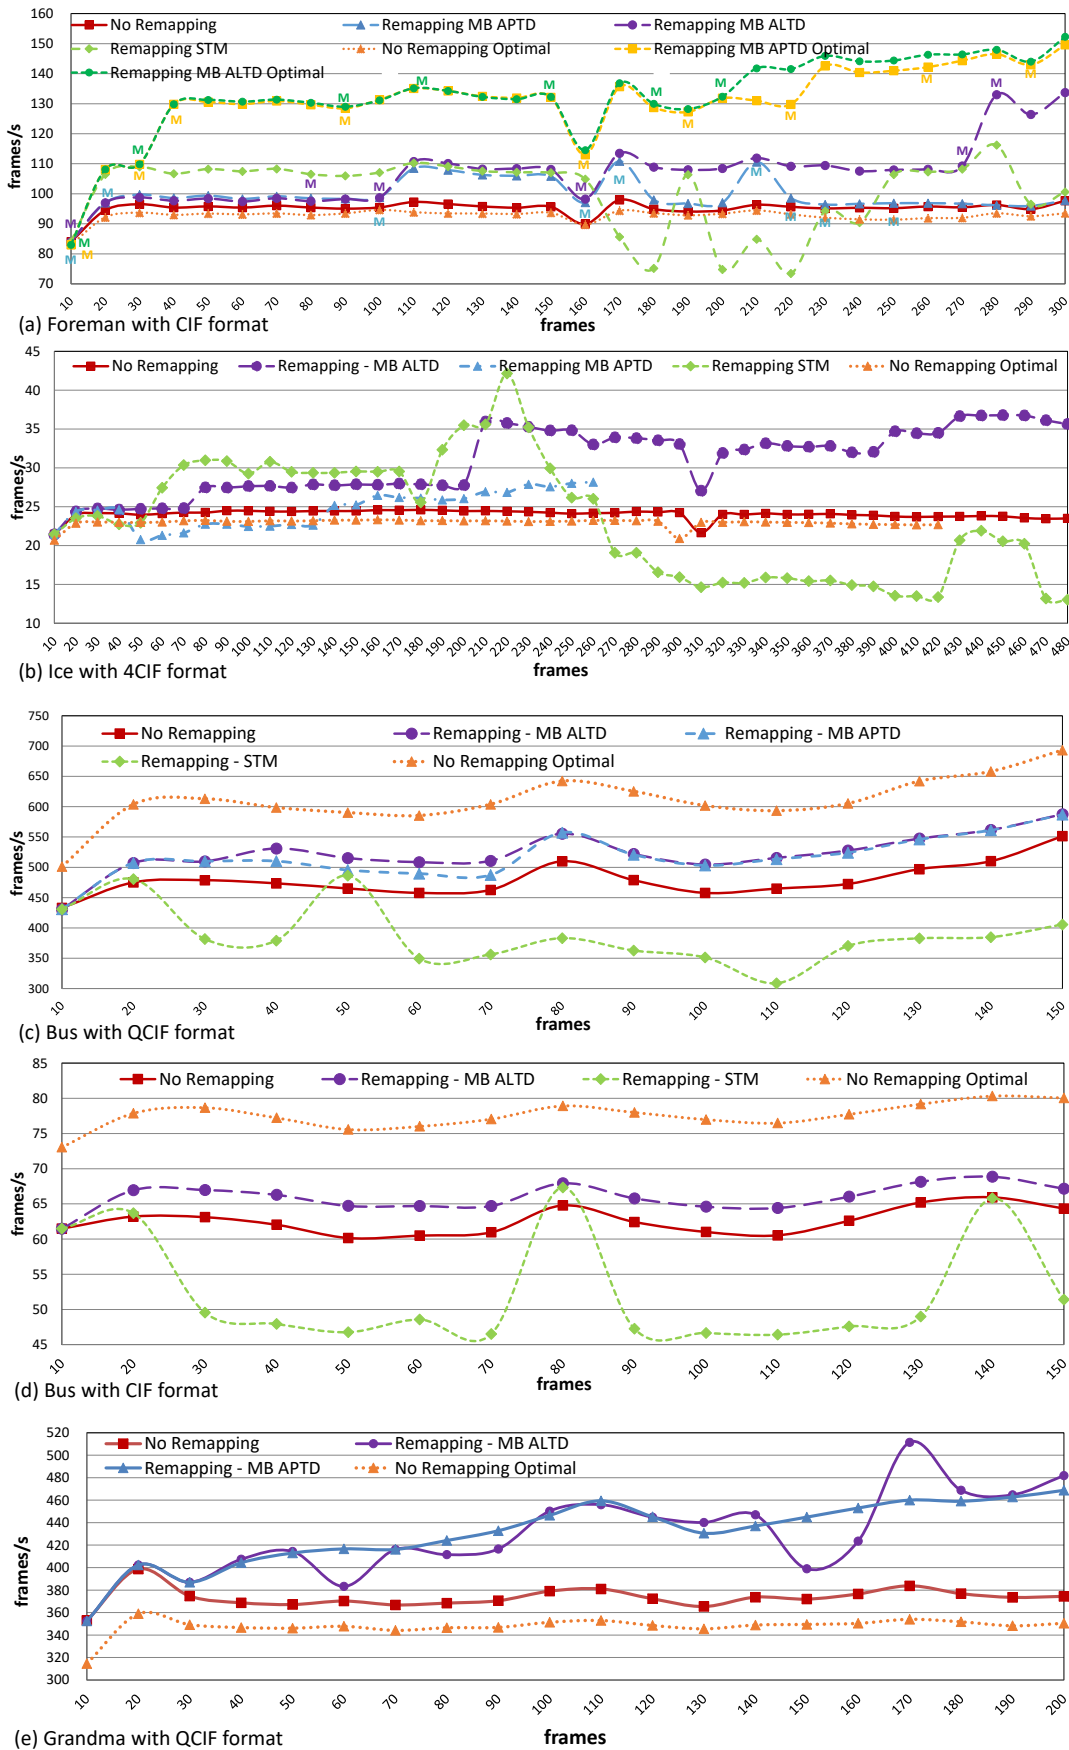 No Remapping
Remapping MB APTD
Remapping MB ALTD
Remapping STM
No Remapping Optimal
Remapping MB APTD Optimal
Remapping MB ALTD Optimal
160
150
140
130
120
110
100
90
80
70
frames/s
M M M M M M M M M M M M M M M M M M M M M M M M M M M M M M M
10 20 30 40 50 60 70 80 90 100 110 120 130 140 150 160 170 180 190 200 210 220 230 240 250 260 270 280 290 300
(a) Foreman with CIF format
frames
No Remapping
Remapping - MB ALTD
Remapping MB APTD
Remapping STM
No Remapping Optimal
45
40
35
30
25
20
15
10
frames/s
10 20 30 40 50 60 70 80 90 100 110 120 130 140 150 160 170 180 190 200 210 220 230 240 250 260 270 280 290 300 310 320 330 340 350 360 370 380 390 400 410 420 430 440 450 460 470 480
(b) Ice with 4CIF format
frames
No Remapping
Remapping - MB ALTD
Remapping - MB APTD
Remapping - STM
No Remapping Optimal
750
700
650
600
550
500
450
400
350
300
frames/s
10 20 30 40 50 60 70 80 90 100 110 120 130 140 150
(c) Bus with QCIF format
frames
No Remapping
Remapping - MB ALTD
Remapping - STM
No Remapping Optimal
85
80
75
70
65
60
55
50
45
frames/s
10 20 30 40 50 60 70 80 90 100 110 120 130 140 150
(d) Bus with CIF format
frames
No Remapping
Remapping - MB ALTD
Remapping - MB APTD
No Remapping Optimal
520
500
480
460
440
420
400
380
360
340
320
300
frames/s
10 20 30 40 50 60 70 80 90 100 110 120 130 140 150 160 170 180 190 200
(e) Grandma with QCIF format
frames